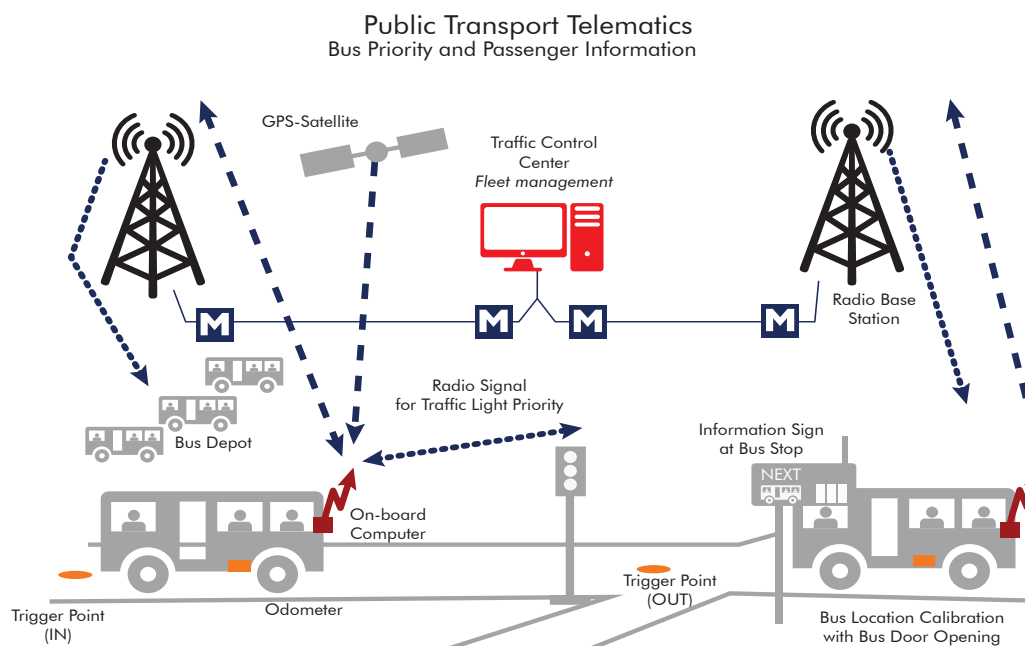 Public Transport Telematics
Bus Priority and Passenger Information
GPS-Satellite
Traffic Control
Center
Fleet management
Radio Base
Station
M
M
M
M
Radio Signal
for Traffic Light Priority
Bus Depot
Information Sign
at Bus Stop
NEXT
On-board
Computer
Odometer
Trigger Point
(IN)
Trigger Point
(OUT)
Bus Location Calibration
with Bus Door Opening